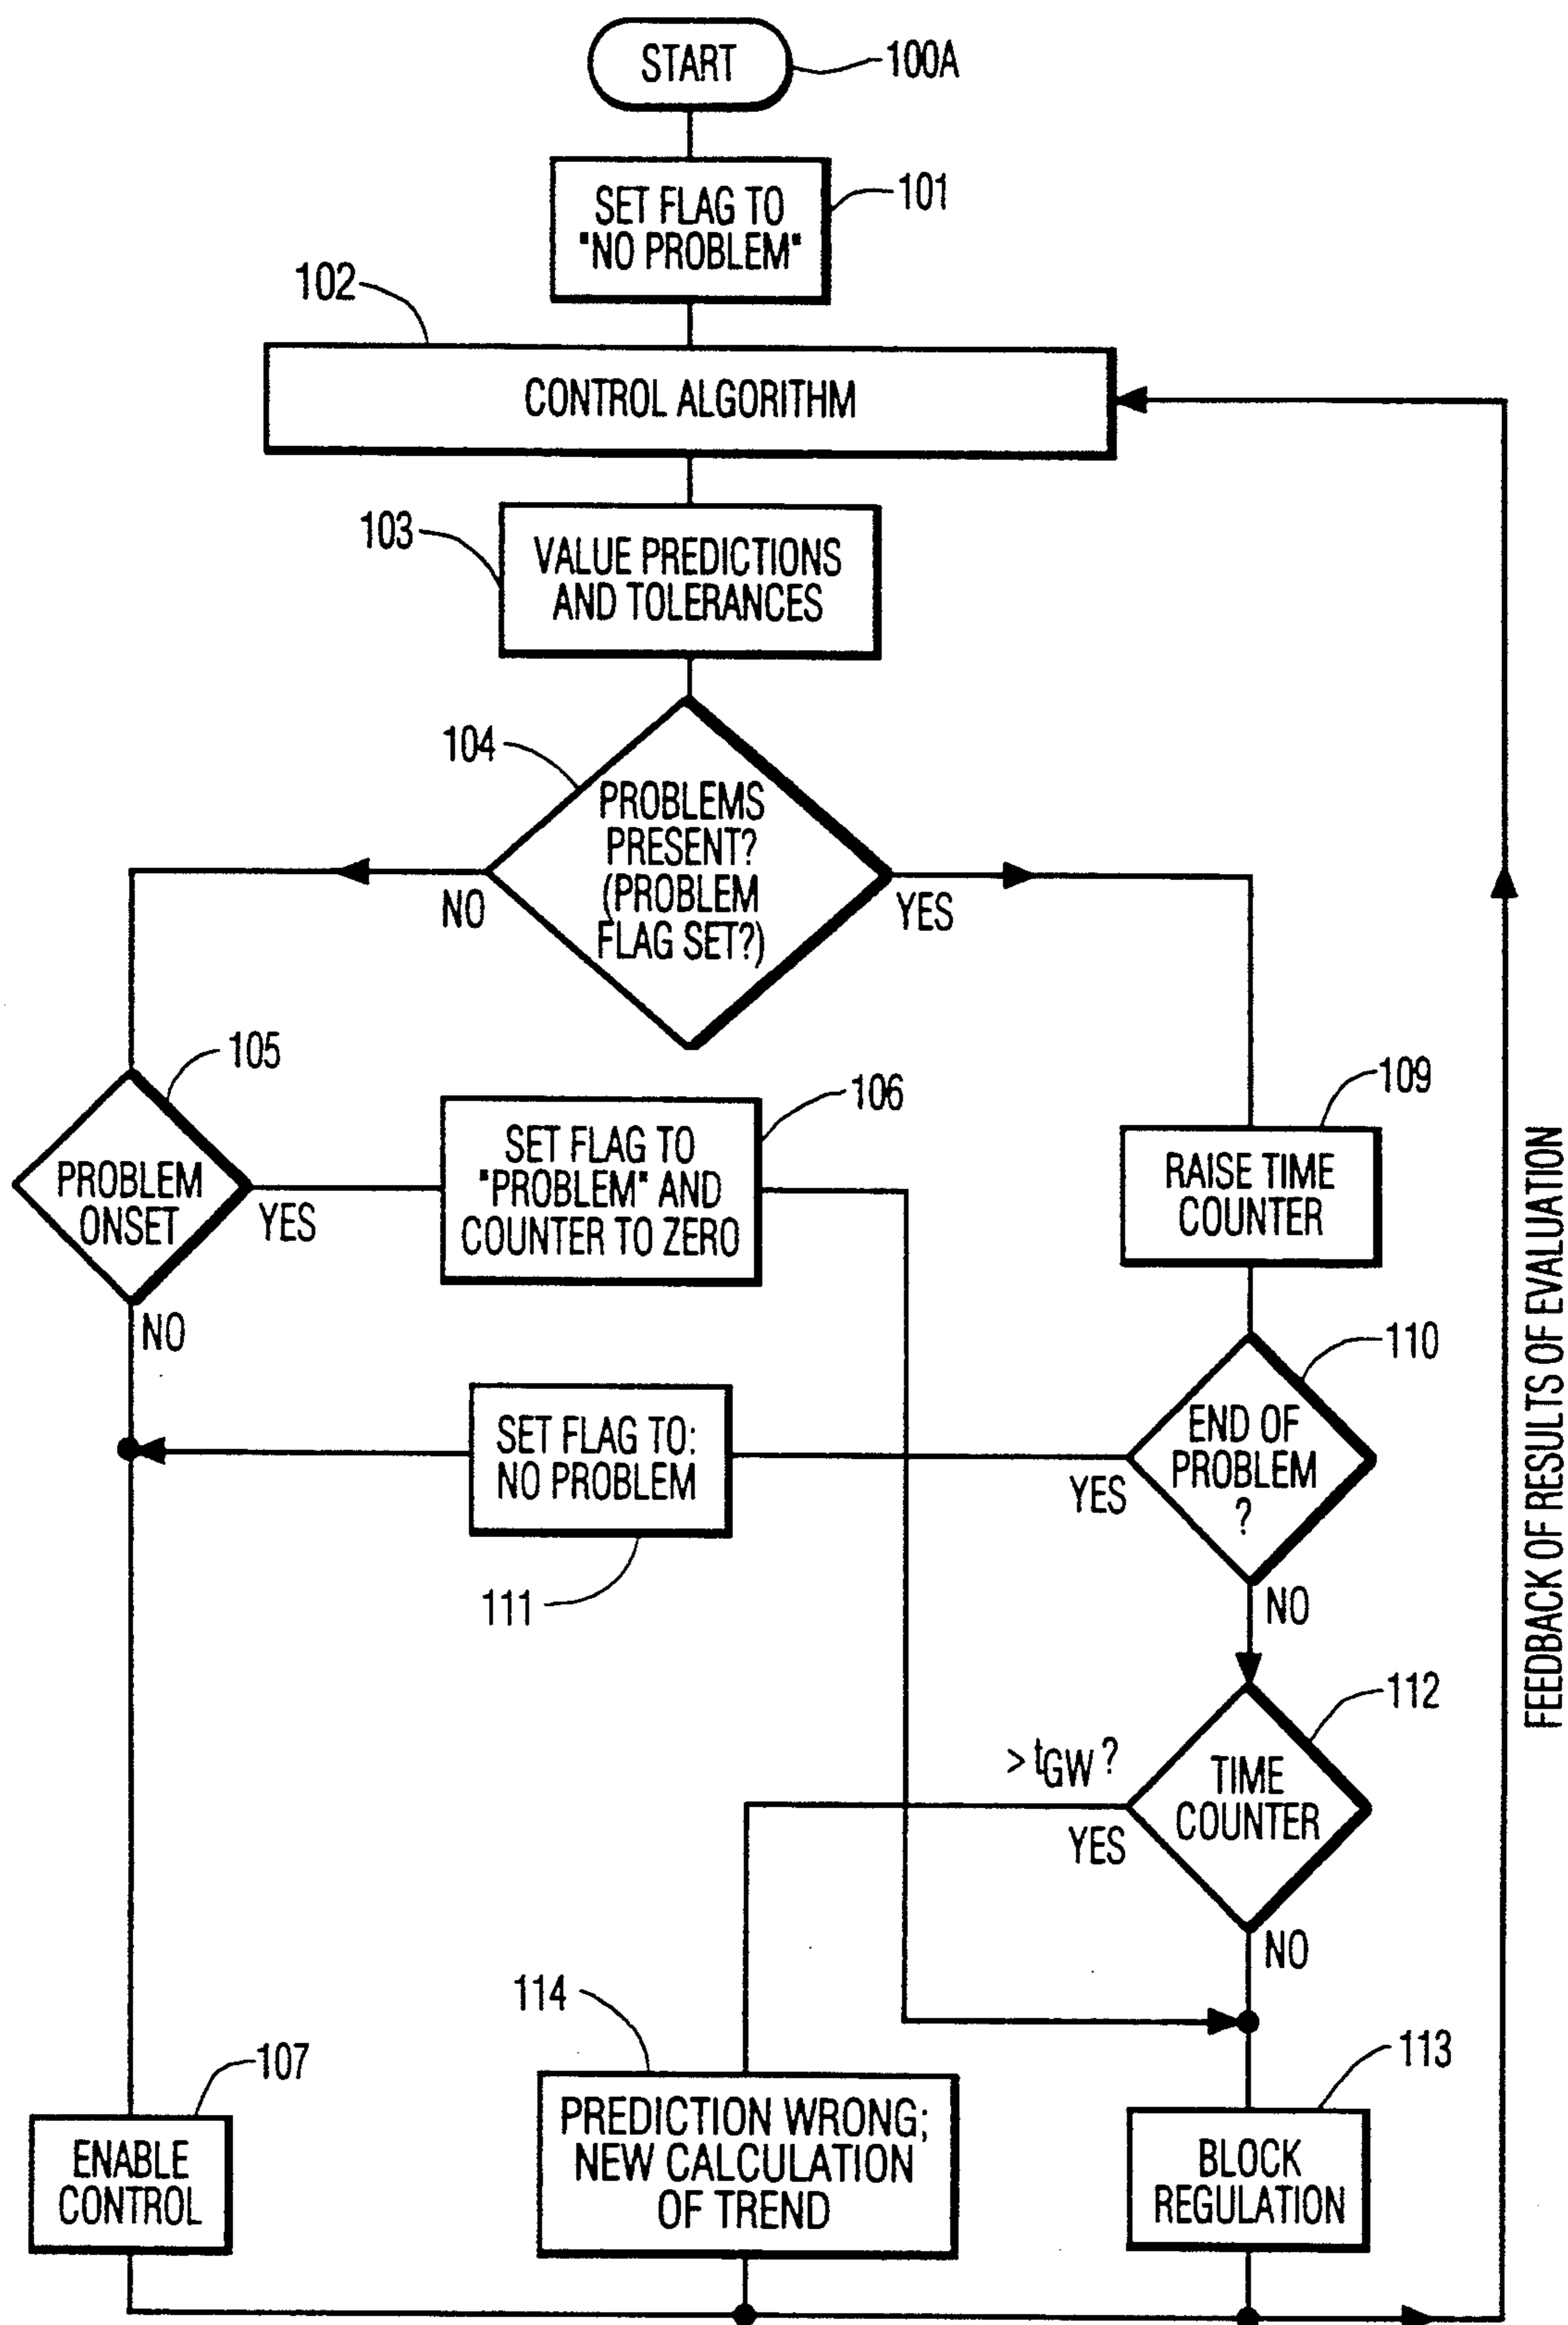 START
100A
SET FLAG TO
"NO PROBLEM"
101
102
CONTROL ALGORITHM
103
VALUE PREDICTIONS
AND TOLERANCES
104
PROBLEMS
PRESENT?
(PROBLEM
FLAG SET?)
NO
YES
105
PROBLEM
ONSET
YES
NO
106
SET FLAG TO
"PROBLEM" AND
COUNTER TO ZERO
109
RAISE TIME
COUNTER
110
END OF
PROBLEM
?
YES
NO
SET FLAG TO:
NO PROBLEM
111
112
> tGW ?
TIME
COUNTER
YES
NO
114
PREDICTION WRONG;
NEW CALCULATION
OF TREND
113
BLOCK
REGULATION
107
ENABLE
CONTROL
FEEDBACK OF RESULTS OF EVALUATION